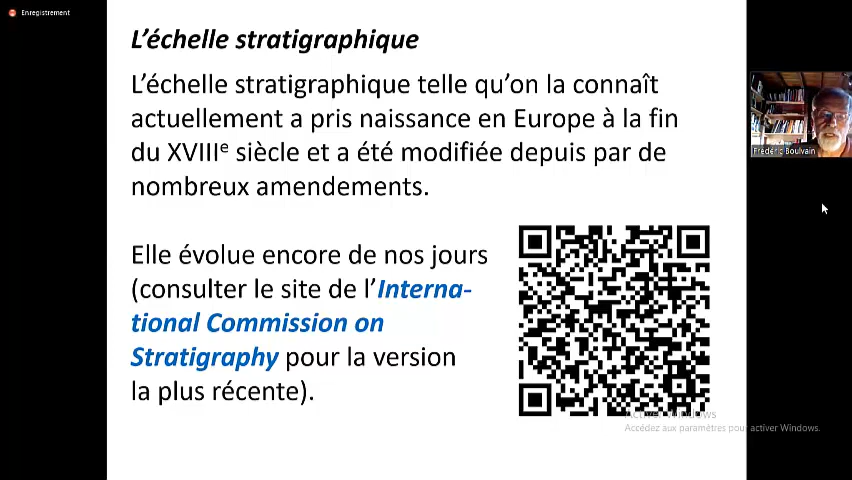 Enregistrement
L'échelle stratigraphique
L'échelle stratigraphique telle qu'on la connaît
actuellement a pris naissance en Europe à la fin
du XVIIIe siècle et a été modifiée depuis par de
nombreux amendements.
Elle évolue encore de nos jours
(consulter le site de l'Interna-
tional Commission on
Stratigraphy pour la version
la plus récente).
Frédéric Boulvain
Activer Windows
Accédez aux paramètres pour activer Windows.